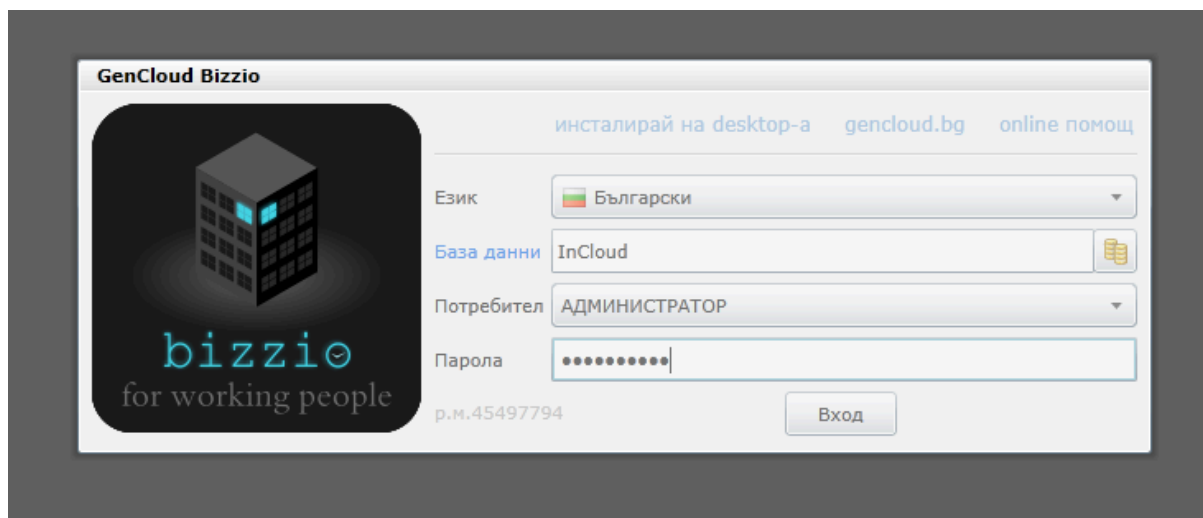 GenCloud Bizzio
инсталирай на desktop-а gencloud.bg online помощ
Език Български
База данни InCloud
Потребител АДМИНИСТРАТОР
Парола ••••••••••
р.м.45497794 Вход
bizzio
for working people